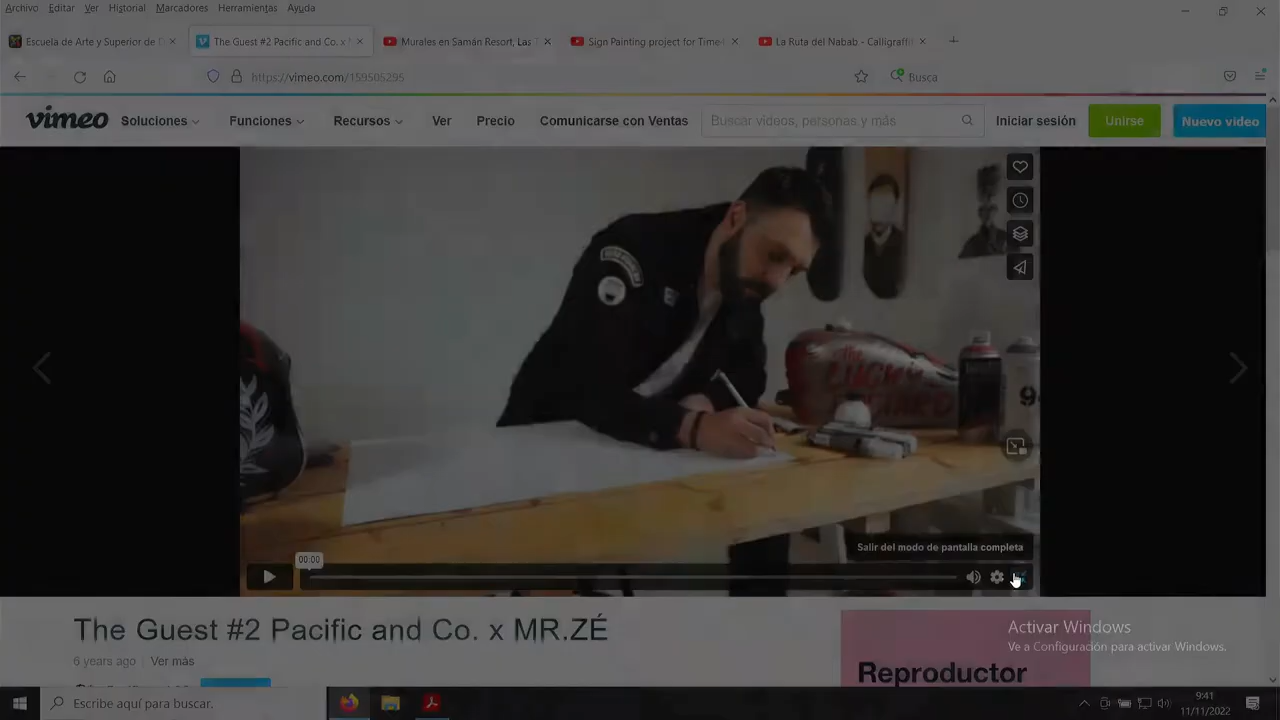 Archivo Editar Ver Historial Marcadores Herramientas Ayuda
Escuela de Arte y Superior de D
The Guest #2 Pacific and Co. x M
Murales en Samán Resort, Las T
Sign Painting project for Time-O
La Ruta del Nabab - Calligraffiti
https://vimeo.com/159505295
Busca
vimeo
Soluciones
Funciones
Recursos
Ver
Precio
Comunicarse con Ventas
Buscar videos, personas y más
Iniciar sesión
Unirse
Nuevo video
the
LUCKY
94
Salir del modo de pantalla completa
00:00
The Guest #2 Pacific and Co. x MR.ZÉ
6 years ago
Ver más
Reproductor
Activar Windows
Ve a Configuración para activar Windows.
Escribe aquí para buscar.
9:41
11/11/2022